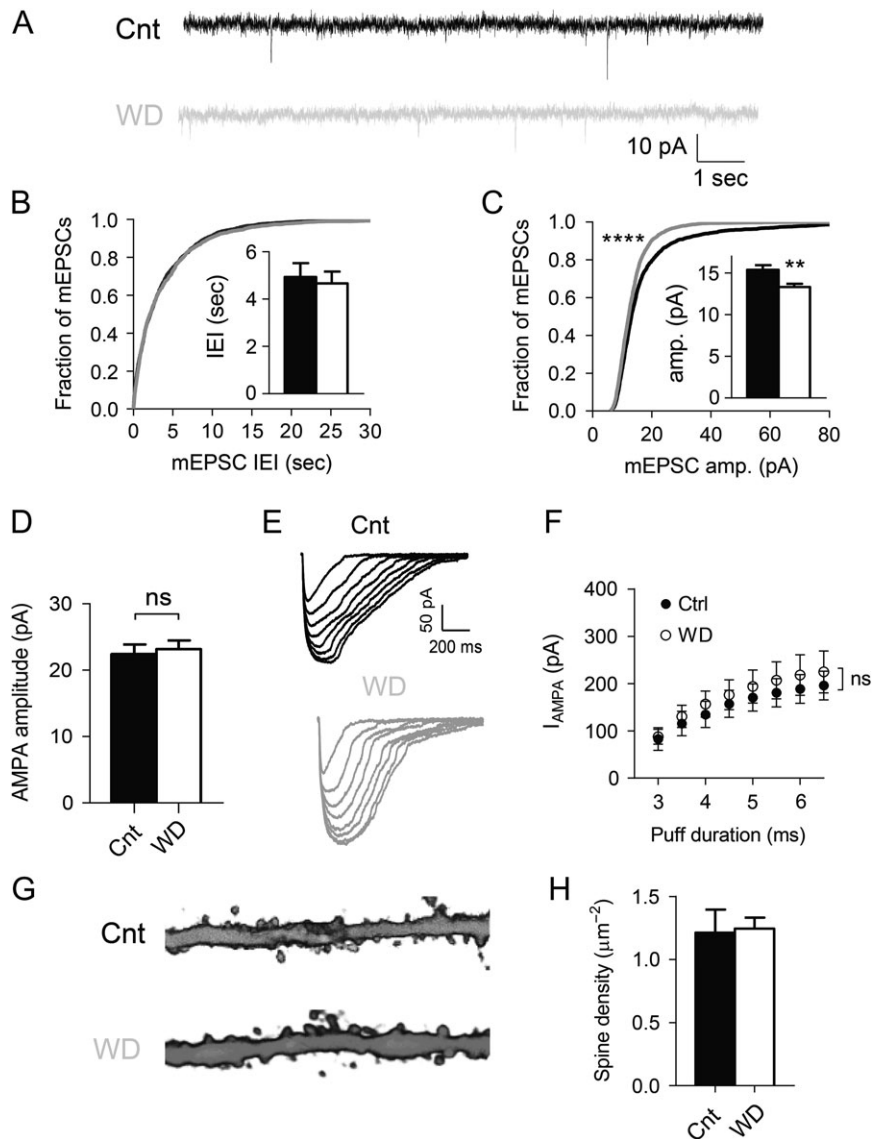 A
Cnt
WD
10 pA
1 sec
B
Fraction of mEPSCs
1.0
0.8
0.6
0.4
0.2
0.0
0 5 10 15 20 25 30
mEPSC IEI (sec)
IEI (sec)
6
4
2
0
C
Fraction of mEPSCs
1.0
0.8
0.6
0.4
0.2
0.0
0 20 40 60 80
mEPSC amp. (pA)
****
amp. (pA)
15
10
5
0
**
D
AMPA amplitude (pA)
30
20
10
0
ns
Cnt WD
E
Cnt
50 pA
200 ms
WD
F
IAMPA (pA)
400
300
200
100
0
Ctrl
WD
ns
3 4 5 6
Puff duration (ms)
G
Cnt
WD
H
Spine density (μm⁻²)
1.5
1.0
0.5
0.0
Cnt WD